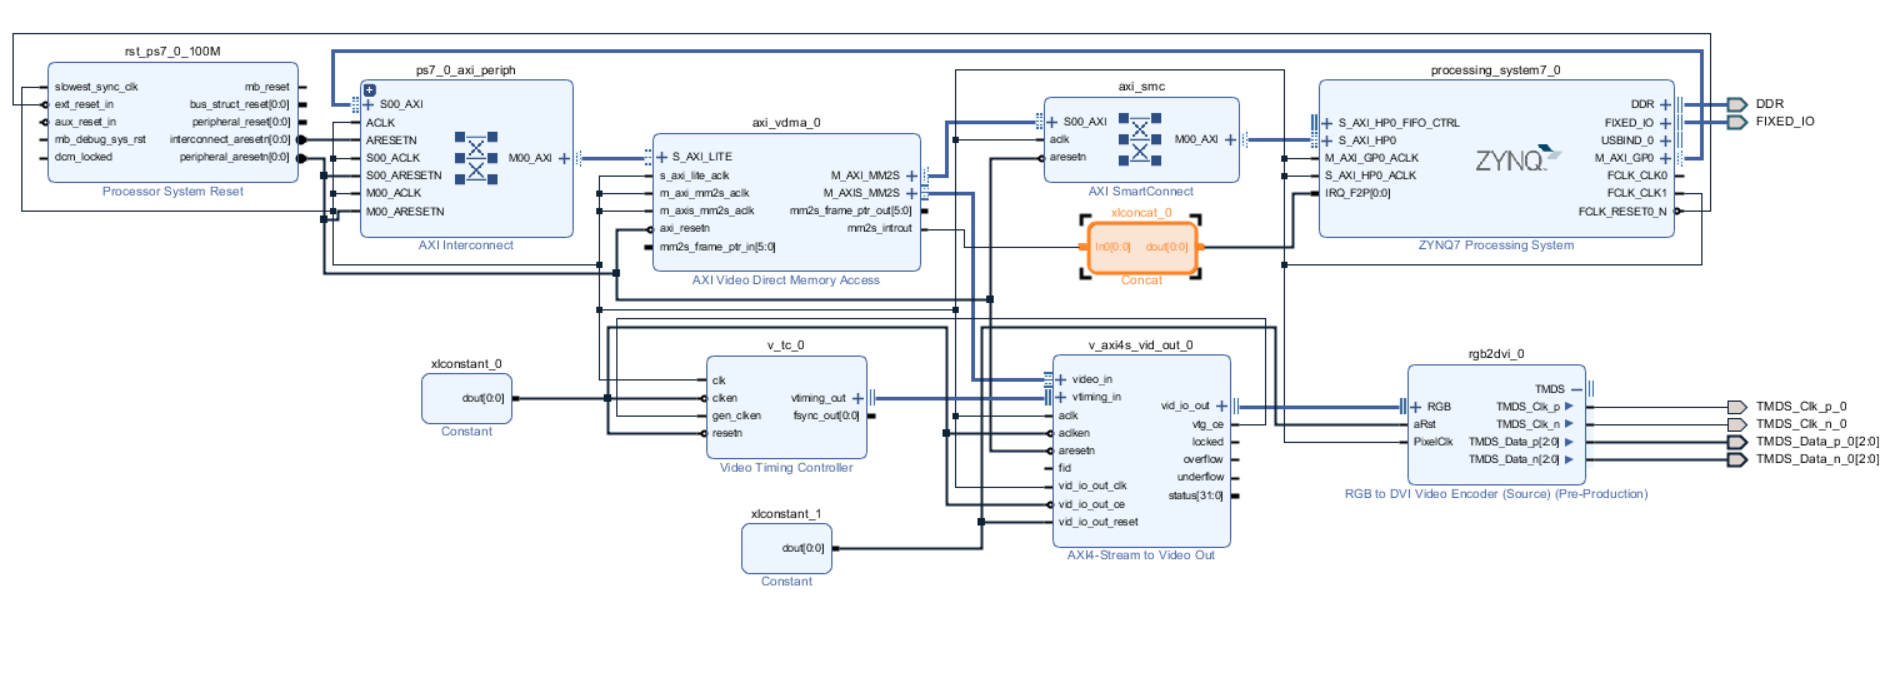 rst_ps7_0_100M
slowest_sync_clk
ext_reset_in
aux_reset_in
mb_debug_sys_rst
dcm_locked
mb_reset
bus_struct_reset[0:0]
peripheral_reset[0:0]
interconnect_aresetn[0:0]
peripheral_aresetn[0:0]
Processor System Reset
ps7_0_axi_periph
S00_AXI
ACLK
ARESETN
S00_ACLK
S00_ARESETN
M00_ACLK
M00_ARESETN
M00_AXI
AXI Interconnect
axi_vdma_0
S_AXI_LITE
s_axi_lite_aclk
m_axi_mm2s_aclk
m_axis_mm2s_aclk
axi_resetn
mm2s_frame_ptr_in[5:0]
M_AXI_MM2S
M_AXIS_MM2S
mm2s_frame_ptr_out[5:0]
mm2s_introut
AXI Video Direct Memory Access
axi_smc
S00_AXI
aclk
aresetn
M00_AXI
AXI SmartConnect
xlconcat_0
In0[0:0]
dout[0:0]
Concat
processing_system7_0
S_AXI_HP0_FIFO_CTRL
S_AXI_HP0
M_AXI_GP0_ACLK
S_AXI_HP0_ACLK
IRQ_F2P[0:0]
ZYNQ
DDR
FIXED_IO
USBIND_0
M_AXI_GP0
FCLK_CLK0
FCLK_CLK1
FCLK_RESET0_N
ZYNQ7 Processing System
DDR
FIXED_IO
xlconstant_0
dout[0:0]
Constant
v_tc_0
clk
clken
gen_clken
resetn
vtiming_out
fsync_out[0:0]
Video Timing Controller
xlconstant_1
dout[0:0]
Constant
v_axi4s_vid_out_0
video_in
vtiming_in
aclk
aclken
aresetn
fid
vid_io_out_clk
vid_io_out_ce
vid_io_out_reset
vid_io_out
vtg_ce
locked
overflow
underflow
status[31:0]
AXI4-Stream to Video Out
rgb2dvi_0
RGB
aRst
PixelClk
TMDS
TMDS_Clk_p
TMDS_Clk_n
TMDS_Data_p[2:0]
TMDS_Data_n[2:0]
RGB to DVI Video Encoder (Source) (Pre-Production)
TMDS_Clk_p_0
TMDS_Clk_n_0
TMDS_Data_p_0[2:0]
TMDS_Data_n_0[2:0]